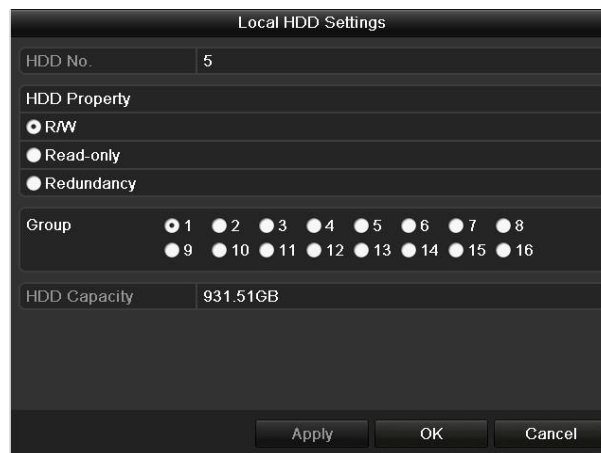 Local HDD Settings
HDD No. 5
HDD Property
R/W
Read-only
Redundancy
Group 1 2 3 4 5 6 7 8
9 10 11 12 13 14 15 16
HDD Capacity 931.51GB
Apply OK Cancel